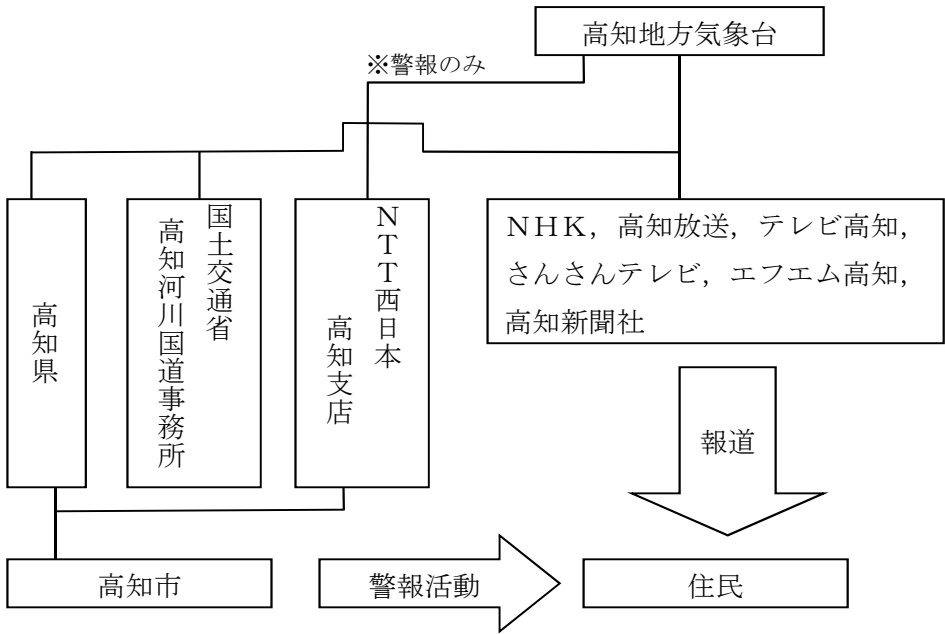 高知地方気象台
※警報のみ
高知県
国土交通省
高知河川国道事務所
ＮＴＴ西日本
高知支店
ＮＨＫ，高知放送，テレビ高知，
さんさんテレビ，エフエム高知，
高知新聞社
報道
高知市
警報活動
住民